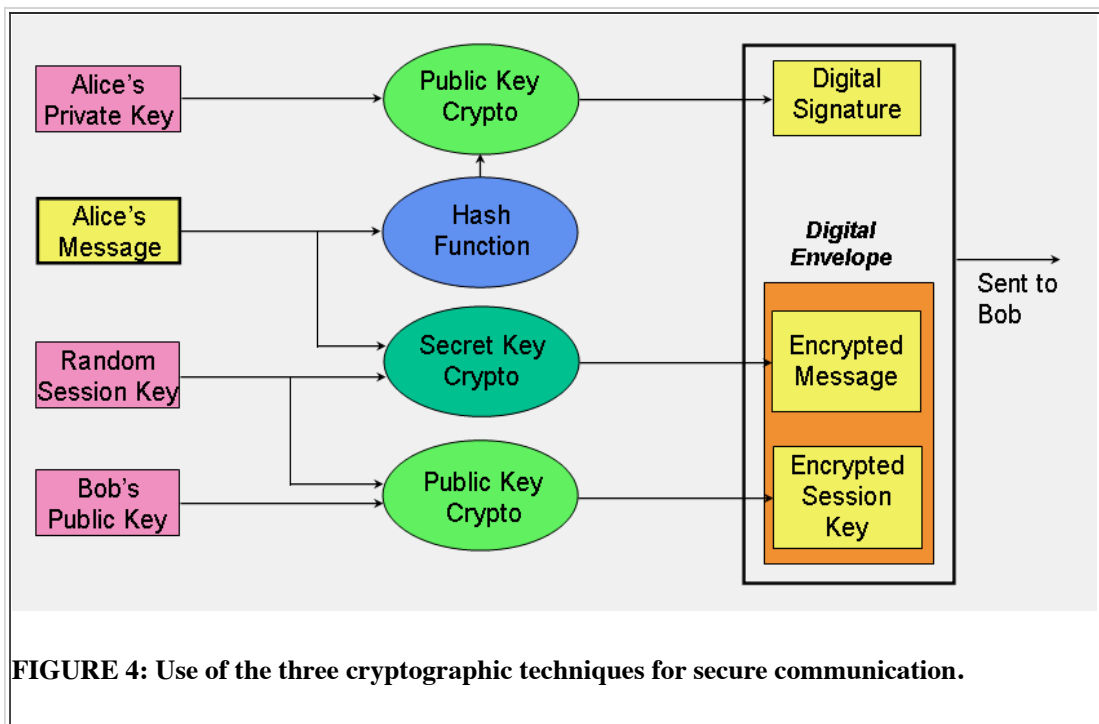 Alice's
Private Key
Public Key
Crypto
Digital
Signature
Alice's
Message
Hash
Function
Digital
Envelope
Sent to
Bob
Random
Session Key
Secret Key
Crypto
Encrypted
Message
Bob's
Public Key
Public Key
Crypto
Encrypted
Session
Key
FIGURE 4: Use of the three cryptographic techniques for secure communication.